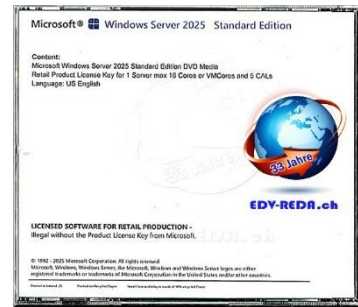 Microsoft® Windows Server 2025 Standard Edition
Content:
Microsoft Windows Server 2025 Standard Edition DVD Media
Retail Product License Key for 1 Server max 16 Cores or VMCores and 5 CALs
Language: US English
33 Jahre
EDV-REDA.ch
LICENSED SOFTWARE FOR RETAIL PRODUCTION -
Illegal without the Product License Key from Microsoft.
© 1992 - 2025 Microsoft Corporation. All rights reserved.
Microsoft, Windows, Windows Server, the Microsoft, Windows and Windows Server logos are either
registered trademarks or trademarks of Microsoft Corporation in the United States and/or other countries.